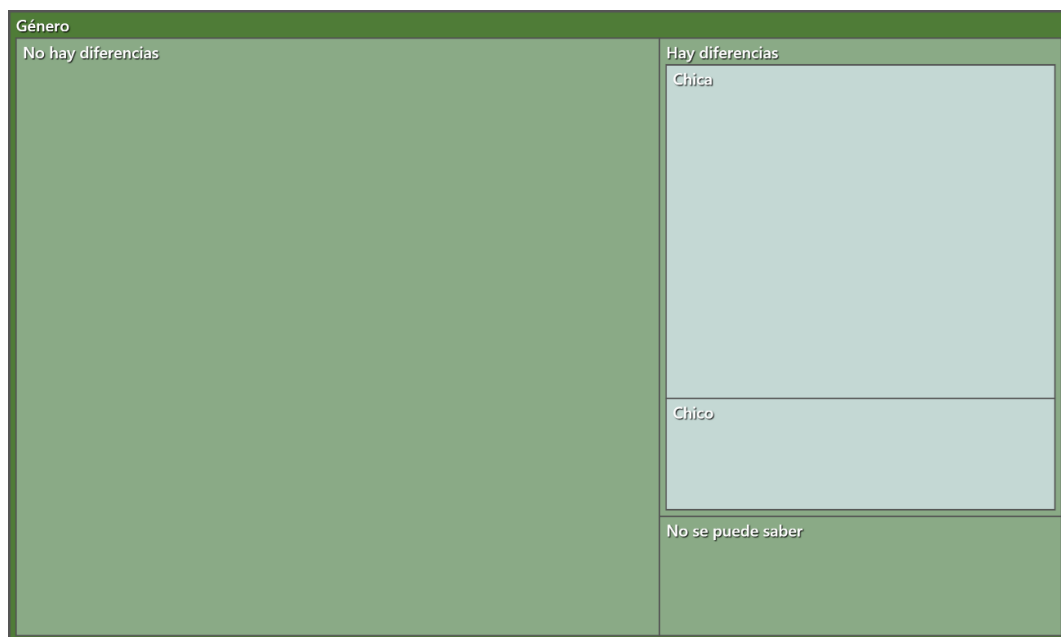 Género
No hay diferencias
Hay diferencias
Chica
Chico
No se puede saber